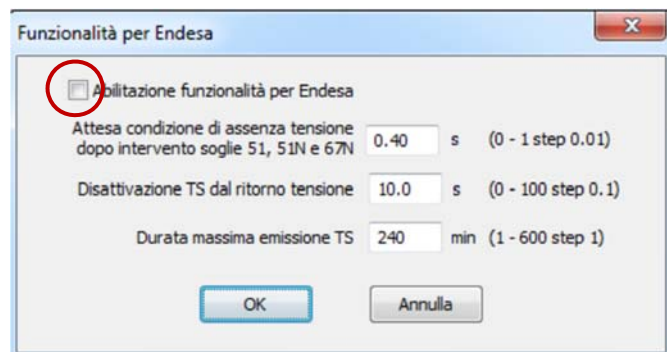 Funzionalità per Endesa
Abilitazione funzionalità per Endesa
Attesa condizione di assenza tensione
dopo intervento soglie 51, 51N e 67N
0.40 s (0 - 1 step 0.01)
Disattivazione TS dal ritorno tensione 10.0 s (0 - 100 step 0.1)
Durata massima emissione TS 240 min (1 - 600 step 1)
OK Annulla